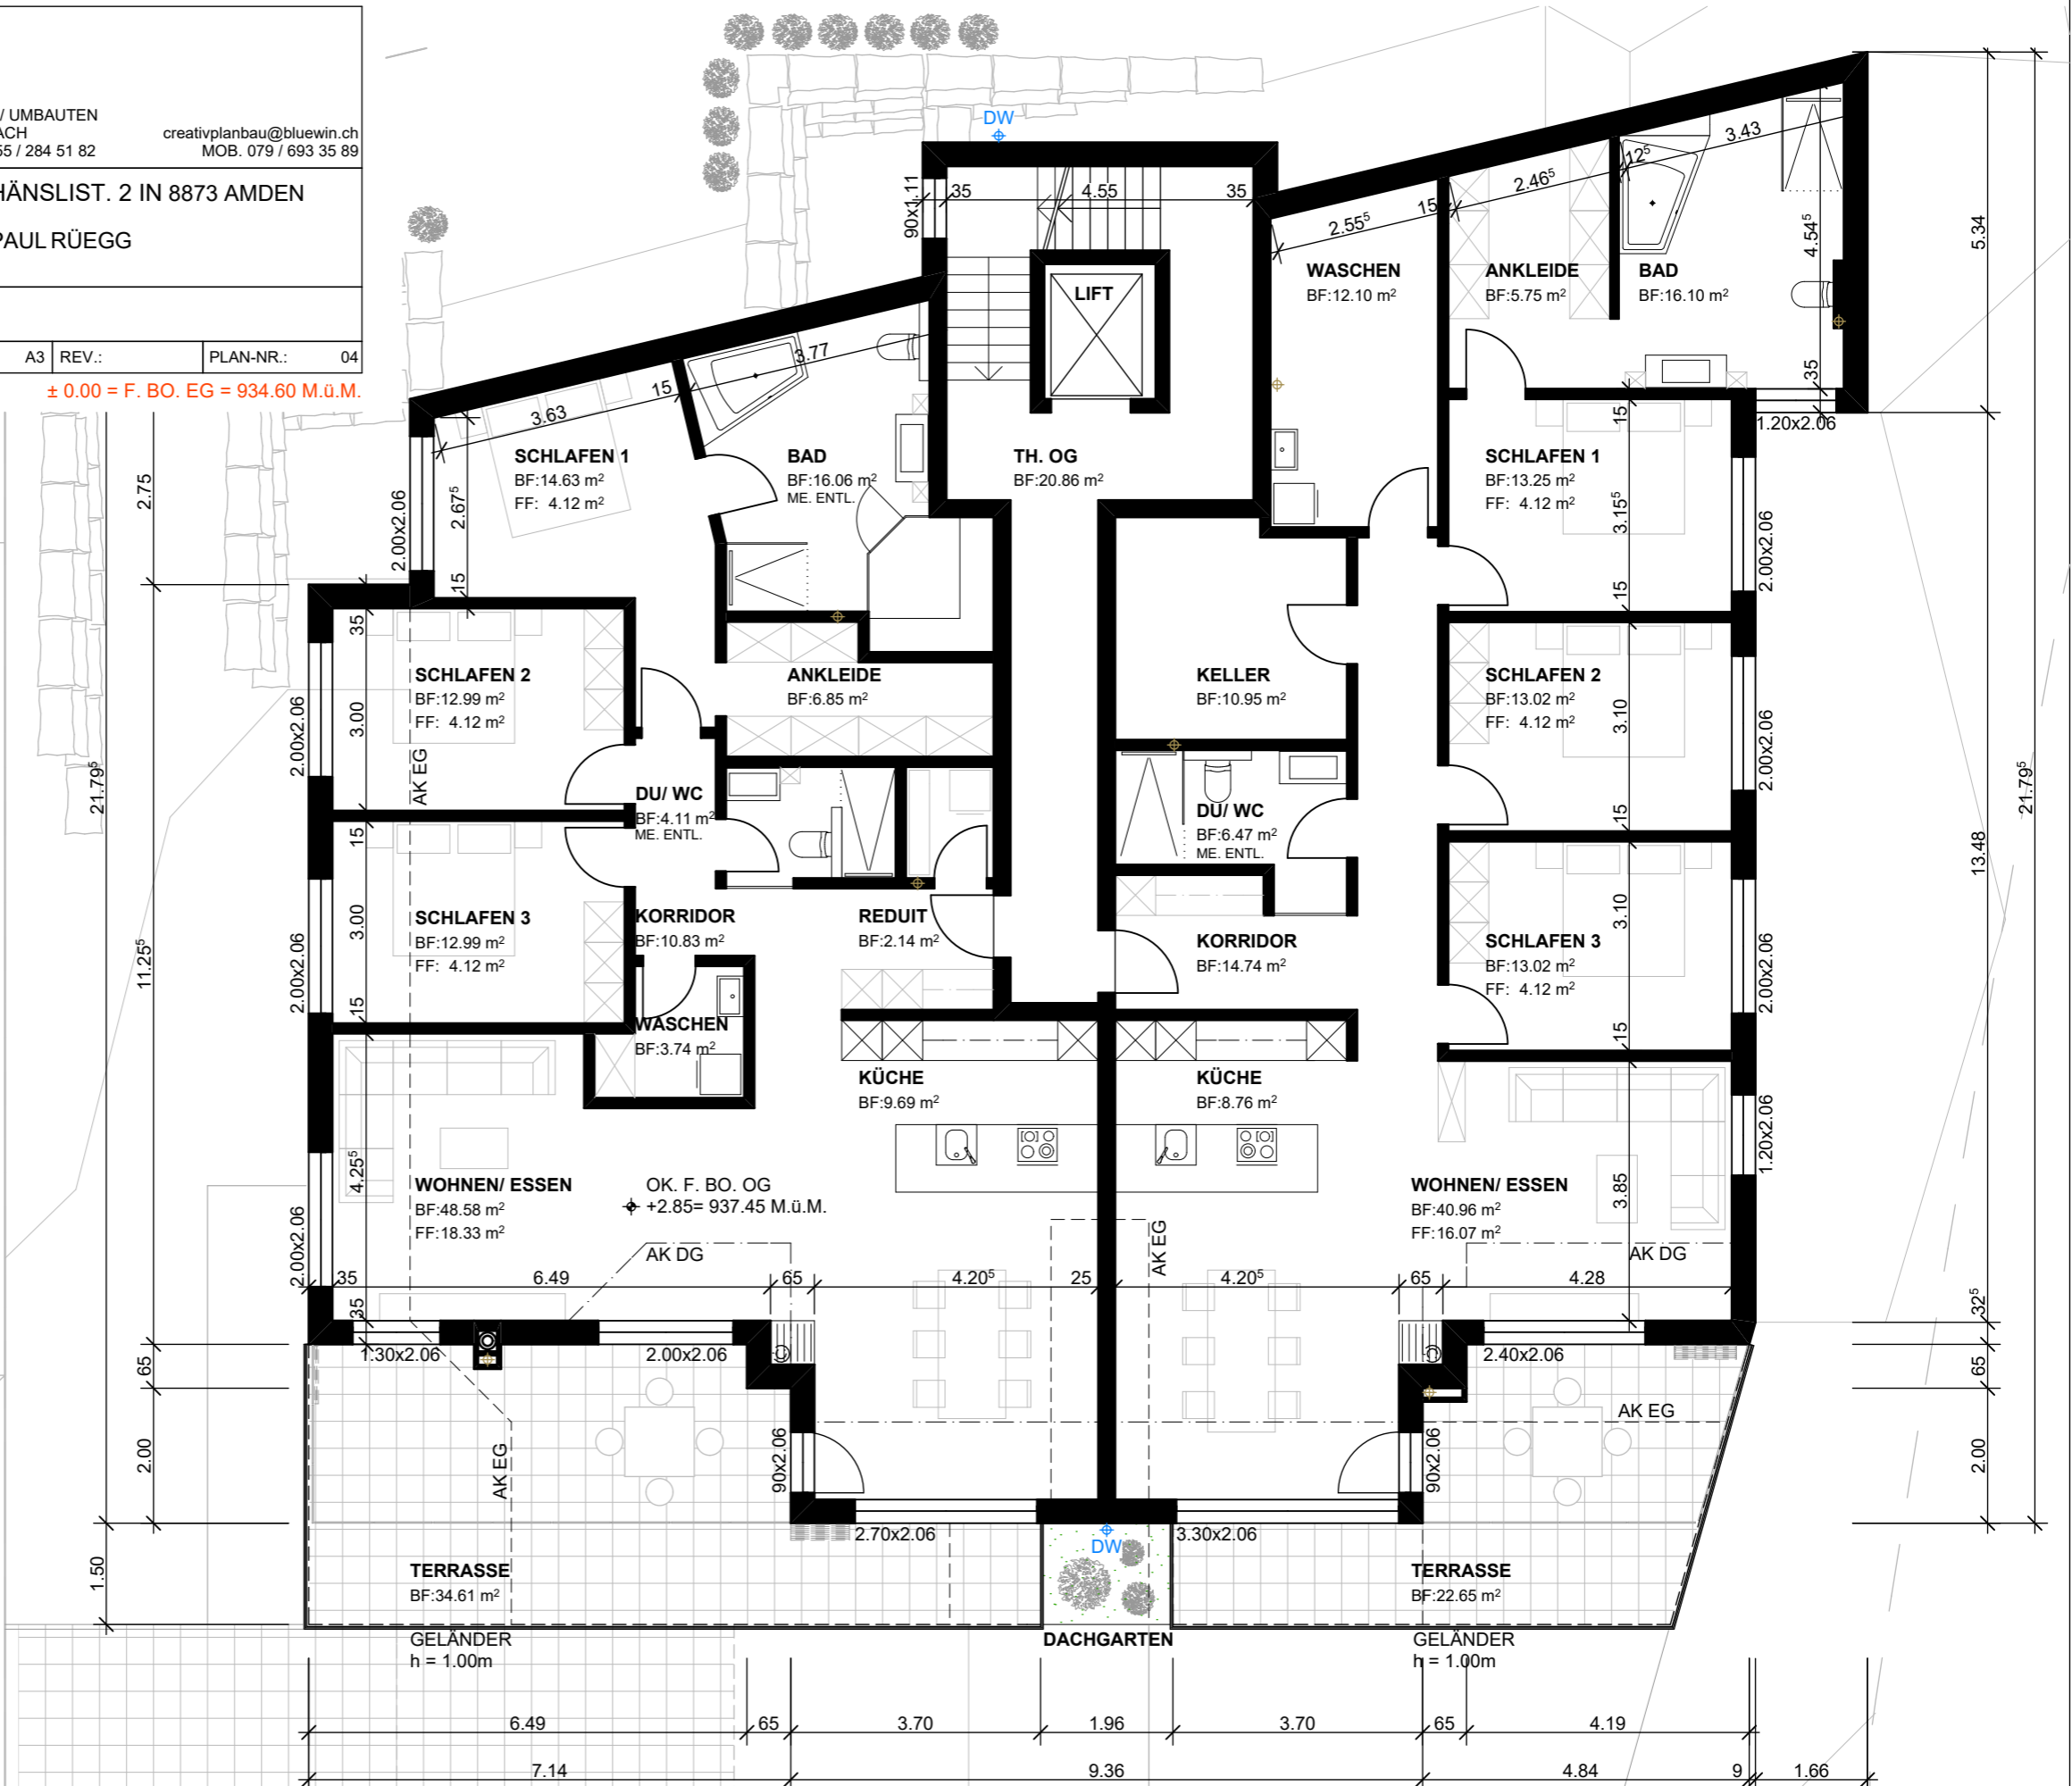 / UMBAUTEN
ACH creativplanbau@bluewin.ch
55 / 284 51 82 MOB. 079 / 693 35 89
HÄNSLIST. 2 IN 8873 AMDEN
PAUL RÜEGG
A3 REV.: PLAN-NR.: 04
± 0.00 = F. BO. EG = 934.60 M.ü.M.
DW
90x1.11
35 4.55 35
LIFT
TH. OG
BF:20.86 m²
2.55⁵ 15 2.46⁵ 12⁵ 3.43
WASCHEN
BF:12.10 m²
ANKLEIDE
BF:5.75 m²
BAD
BF:16.10 m²
4.54⁵
35
5.34
1.20x2.06
3.63 15 3.77
SCHLAFEN 1
BF:14.63 m²
FF: 4.12 m²
BAD
BF:16.06 m²
ME. ENTL.
2.00x2.06
2.67⁵
15
2.75
SCHLAFEN 1
BF:13.25 m²
FF: 4.12 m²
15
3.15⁵
15
2.00x2.06
35
SCHLAFEN 2
BF:12.99 m²
FF: 4.12 m²
3.00
2.00x2.06
AK EG
ANKLEIDE
BF:6.85 m²
KELLER
BF:10.95 m²
SCHLAFEN 2
BF:13.02 m²
FF: 4.12 m²
3.10
15
2.00x2.06
21.79⁵
21.79⁵
DU/ WC
BF:4.11 m²
ME. ENTL.
DU/ WC
BF:6.47 m²
ME. ENTL.
15
SCHLAFEN 3
BF:12.99 m²
FF: 4.12 m²
3.00
15
2.00x2.06
11.25⁵
KORRIDOR
BF:10.83 m²
REDUIT
BF:2.14 m²
KORRIDOR
BF:14.74 m²
SCHLAFEN 3
BF:13.02 m²
FF: 4.12 m²
3.10
15
2.00x2.06
13.48
WASCHEN
BF:3.74 m²
KÜCHE
BF:9.69 m²
KÜCHE
BF:8.76 m²
1.20x2.06
WOHNEN/ ESSEN
BF:48.58 m²
FF:18.33 m²
4.25⁵
2.00x2.06
OK. F. BO. OG
+2.85= 937.45 M.ü.M.
AK DG
AK EG
WOHNEN/ ESSEN
BF:40.96 m²
FF:16.07 m²
3.85
AK DG
35 6.49 65 4.20⁵ 25 4.20⁵ 65 4.28
35
32⁵
1.30x2.06
2.00x2.06
2.40x2.06
65
65
AK EG
2.00
AK EG
90x2.06
90x2.06
2.00
2.70x2.06
3.30x2.06
DW
1.50
TERRASSE
BF:34.61 m²
TERRASSE
BF:22.65 m²
GELÄNDER
h = 1.00m
DACHGARTEN
GELÄNDER
h = 1.00m
6.49 65 3.70 1.96 3.70 65 4.19
7.14 9.36 4.84 9 1.66